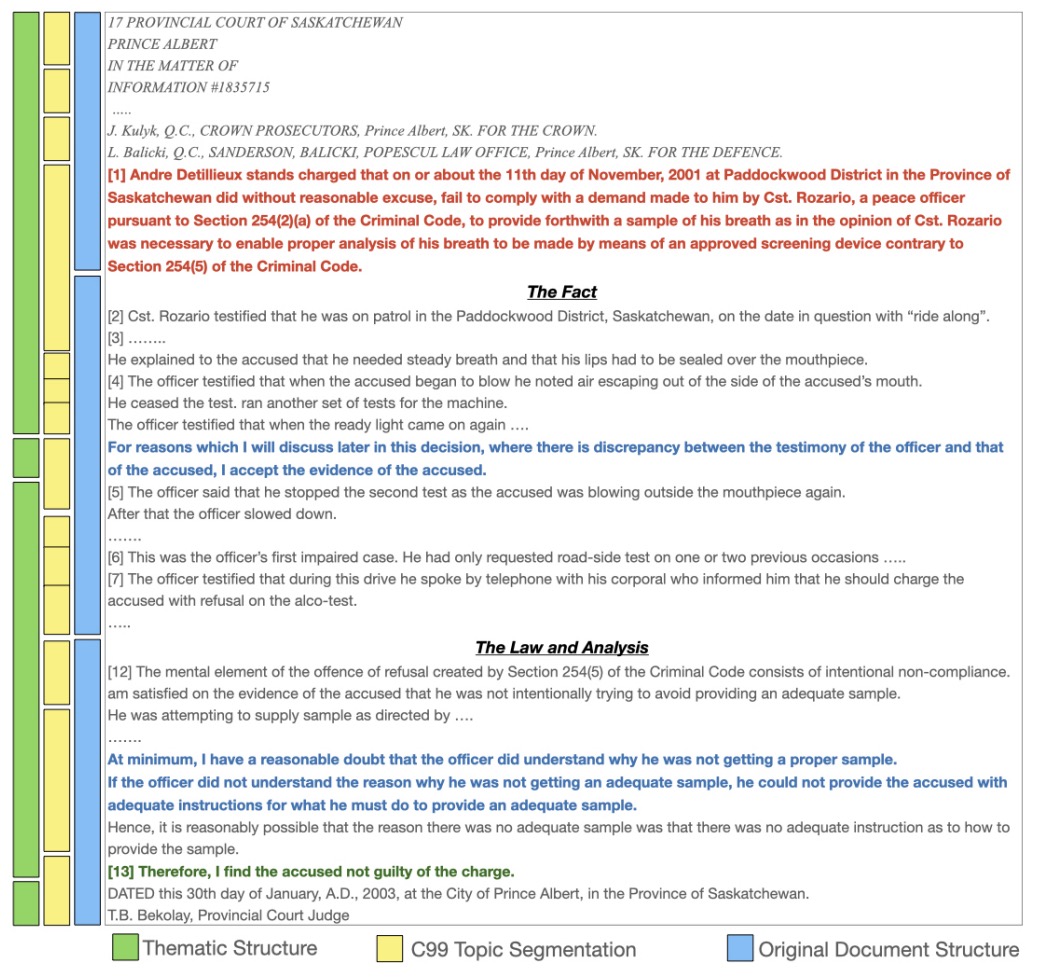 17 PROVINCIAL COURT OF SASKATCHEWAN
PRINCE ALBERT
IN THE MATTER OF
INFORMATION #1835715
.....
J. Kulyk, Q.C., CROWN PROSECUTORS, Prince Albert, SK. FOR THE CROWN.
L. Balicki, Q.C., SANDERSON, BALICKI, POPESCUL LAW OFFICE, Prince Albert, SK. FOR THE DEFENCE.
[1] Andre Detillieux stands charged that on or about the 11th day of November, 2001 at Paddockwood District in the Province of
Saskatchewan did without reasonable excuse, fail to comply with a demand made to him by Cst. Rozario, a peace officer
pursuant to Section 254(2)(a) of the Criminal Code, to provide forthwith a sample of his breath as in the opinion of Cst. Rozario
was necessary to enable proper analysis of his breath to be made by means of an approved screening device contrary to
Section 254(5) of the Criminal Code.
The Fact
[2] Cst. Rozario testified that he was on patrol in the Paddockwood District, Saskatchewan, on the date in question with “ride along”.
[3] ……..
He explained to the accused that he needed steady breath and that his lips had to be sealed over the mouthpiece.
[4] The officer testified that when the accused began to blow he noted air escaping out of the side of the accused’s mouth.
He ceased the test. ran another set of tests for the machine.
The officer testified that when the ready light came on again ….
For reasons which I will discuss later in this decision, where there is discrepancy between the testimony of the officer and that
of the accused, I accept the evidence of the accused.
[5] The officer said that he stopped the second test as the accused was blowing outside the mouthpiece again.
After that the officer slowed down.
…….
[6] This was the officer’s first impaired case. He had only requested road-side test on one or two previous occasions …..
[7] The officer testified that during this drive he spoke by telephone with his corporal who informed him that he should charge the
accused with refusal on the alco-test.
…..
The Law and Analysis
[12] The mental element of the offence of refusal created by Section 254(5) of the Criminal Code consists of intentional non-compliance.
am satisfied on the evidence of the accused that he was not intentionally trying to avoid providing an adequate sample.
He was attempting to supply sample as directed by ….
…….
At minimum, I have a reasonable doubt that the officer did understand why he was not getting a proper sample.
If the officer did not understand the reason why he was not getting an adequate sample, he could not provide the accused with
adequate instructions for what he must do to provide an adequate sample.
Hence, it is reasonably possible that the reason there was no adequate sample was that there was no adequate instruction as to how to
provide the sample.
[13] Therefore, I find the accused not guilty of the charge.
DATED this 30th day of January, A.D., 2003, at the City of Prince Albert, in the Province of Saskatchewan.
T.B. Bekolay, Provincial Court Judge
Thematic Structure
C99 Topic Segmentation
Original Document Structure